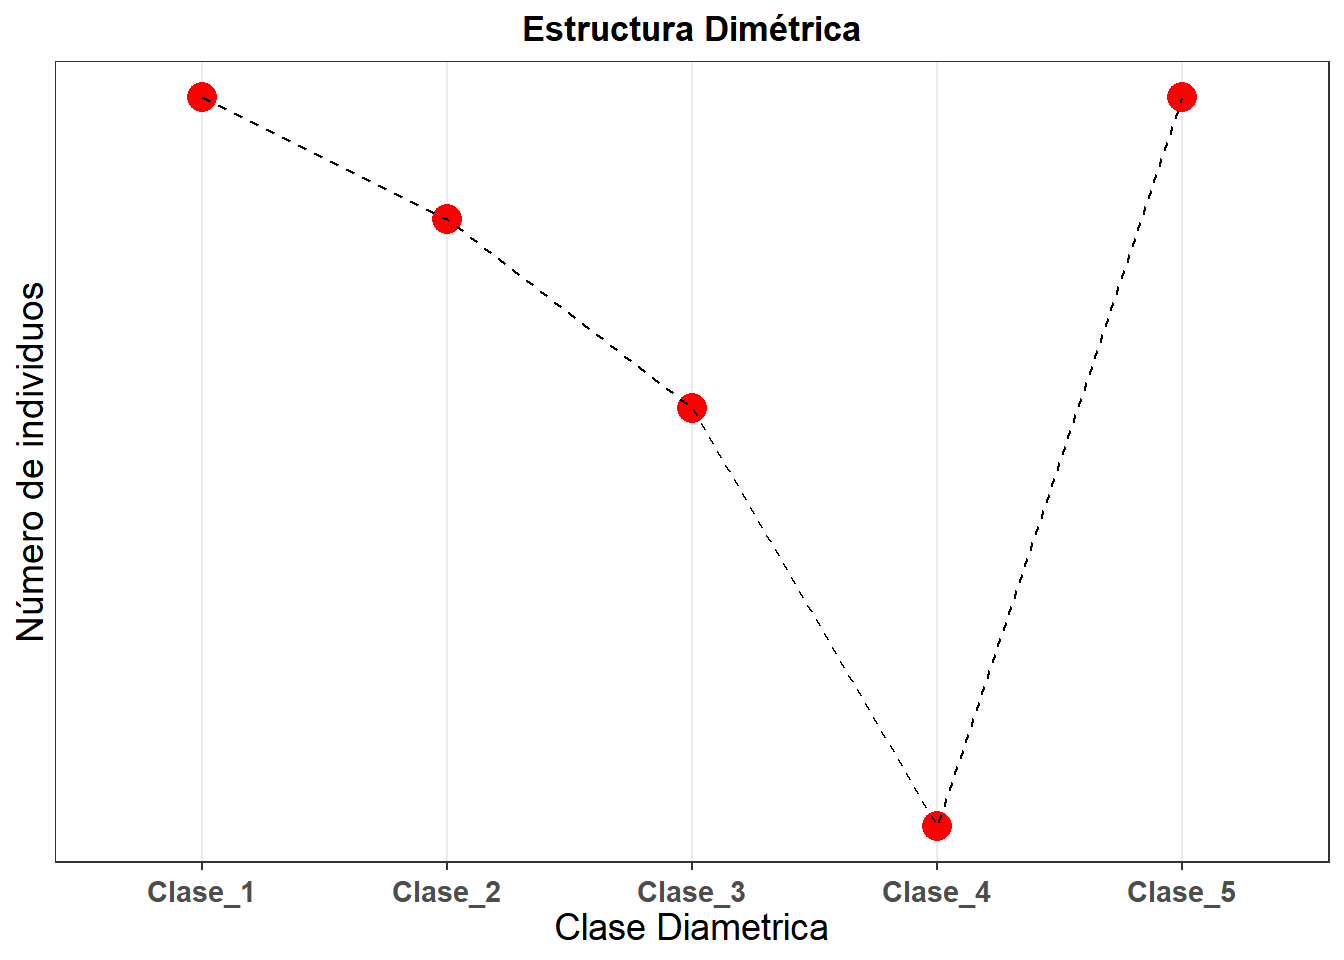 Estructura Dimétrica
Número de individuos
Clase_1 Clase_2 Clase_3 Clase_4 Clase_5
Clase Diametrica